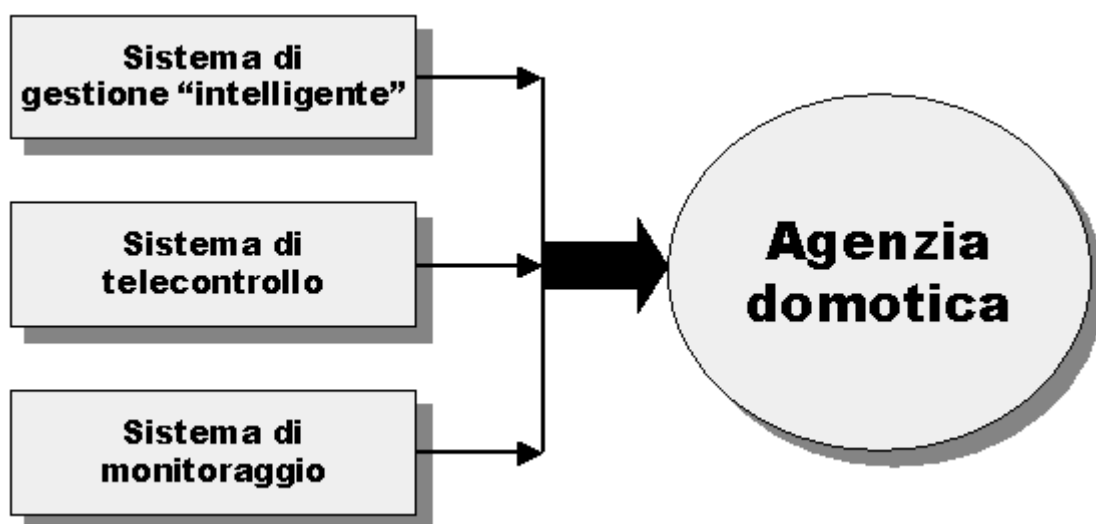 Sistema di
gestione “intelligente”
Sistema di
telecontrollo
Sistema di
monitoraggio
Agenzia
domotica